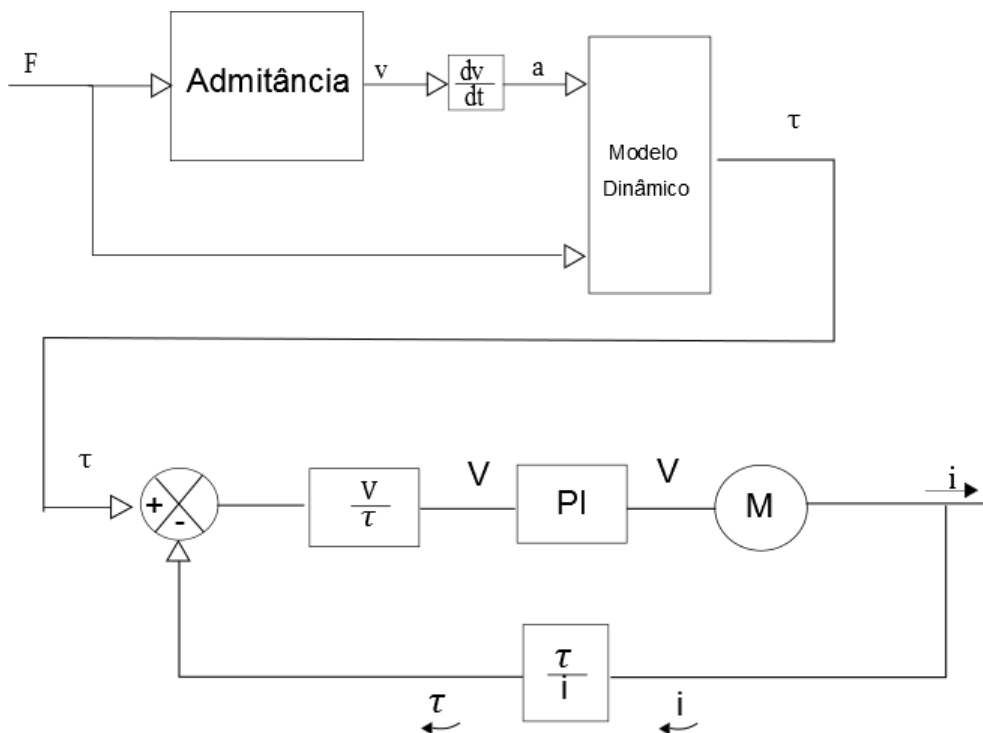 F
Admitância
v
dv
dt
a
Modelo
Dinâmico
τ
τ
+
-
V
τ
V
PI
V
M
i
τ
i
τ
i